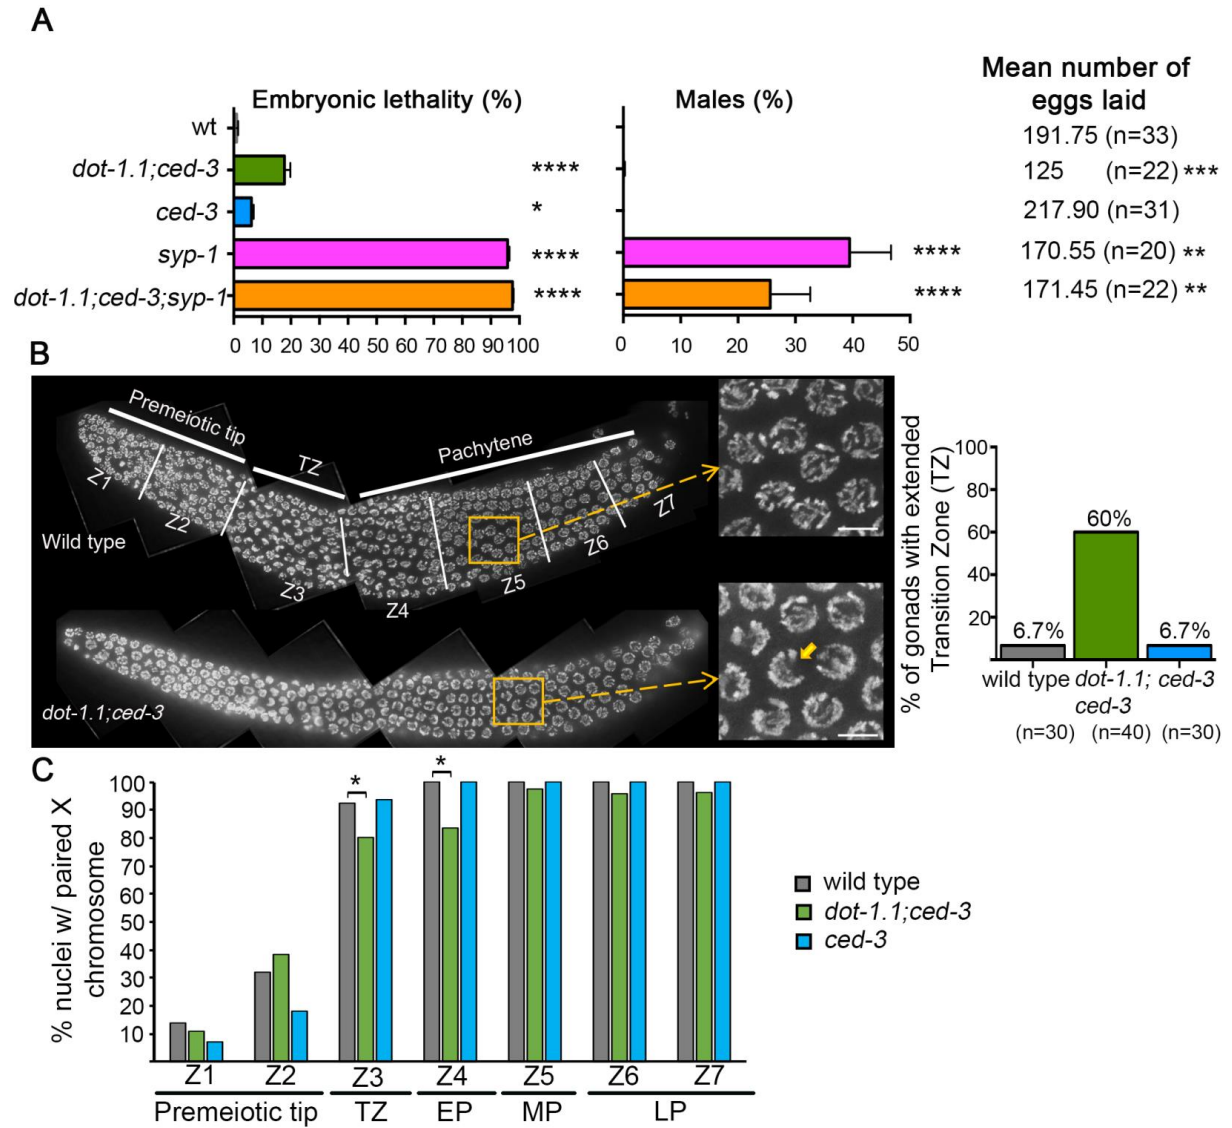 A
Embryonic lethality (%)
Males (%)
Mean number of
eggs laid
wt
191.75 (n=33)
dot-1.1;ced-3
****
125 (n=22) ***
ced-3
*
217.90 (n=31)
syp-1
****
****
170.55 (n=20) **
dot-1.1;ced-3;syp-1
****
****
171.45 (n=22) **
0 10 20 30 40 50 60 70 80 90 100
0 10 20 30 40 50
B
Premeiotic tip
TZ
Pachytene
Z1
Z2
Z3
Z4
Z5
Z6
Z7
Wild type
dot-1.1;ced-3
% of gonads with extended
Transition Zone (TZ)
100
80
60
40
20
6.7%
60%
6.7%
wild type
dot-1.1;
ced-3
ced-3
(n=30)
(n=40)
(n=30)
C
% nuclei w/ paired X
chromosome
100
90
80
70
60
50
40
30
20
10
*
*
wild type
dot-1.1;ced-3
ced-3
Z1 Z2 Z3 Z4 Z5 Z6 Z7
Premeiotic tip TZ EP MP LP